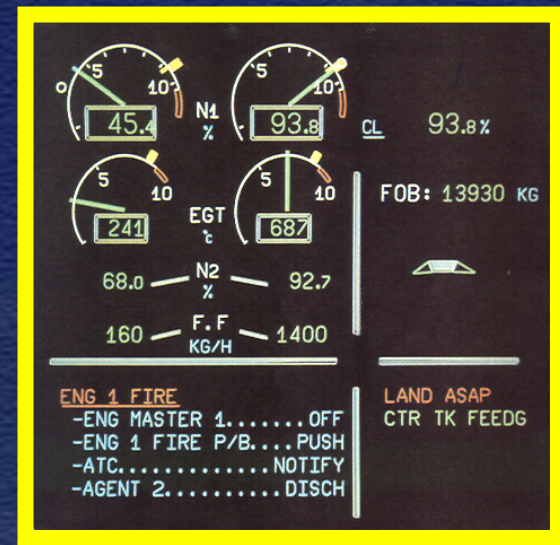 5 10 5 10
0
45.4 N1 93.8 CL 93.8%
%
5 10 5 10 FOB: 13930 KG
241 EGT 687
°C
68.0 N2 92.7
%
160 F.F 1400
KG/H
ENG 1 FIRE LAND ASAP
-ENG MASTER 1.......OFF CTR TK FEEDG
-ENG 1 FIRE P/B....PUSH
-ATC.............NOTIFY
-AGENT 2..........DISCH